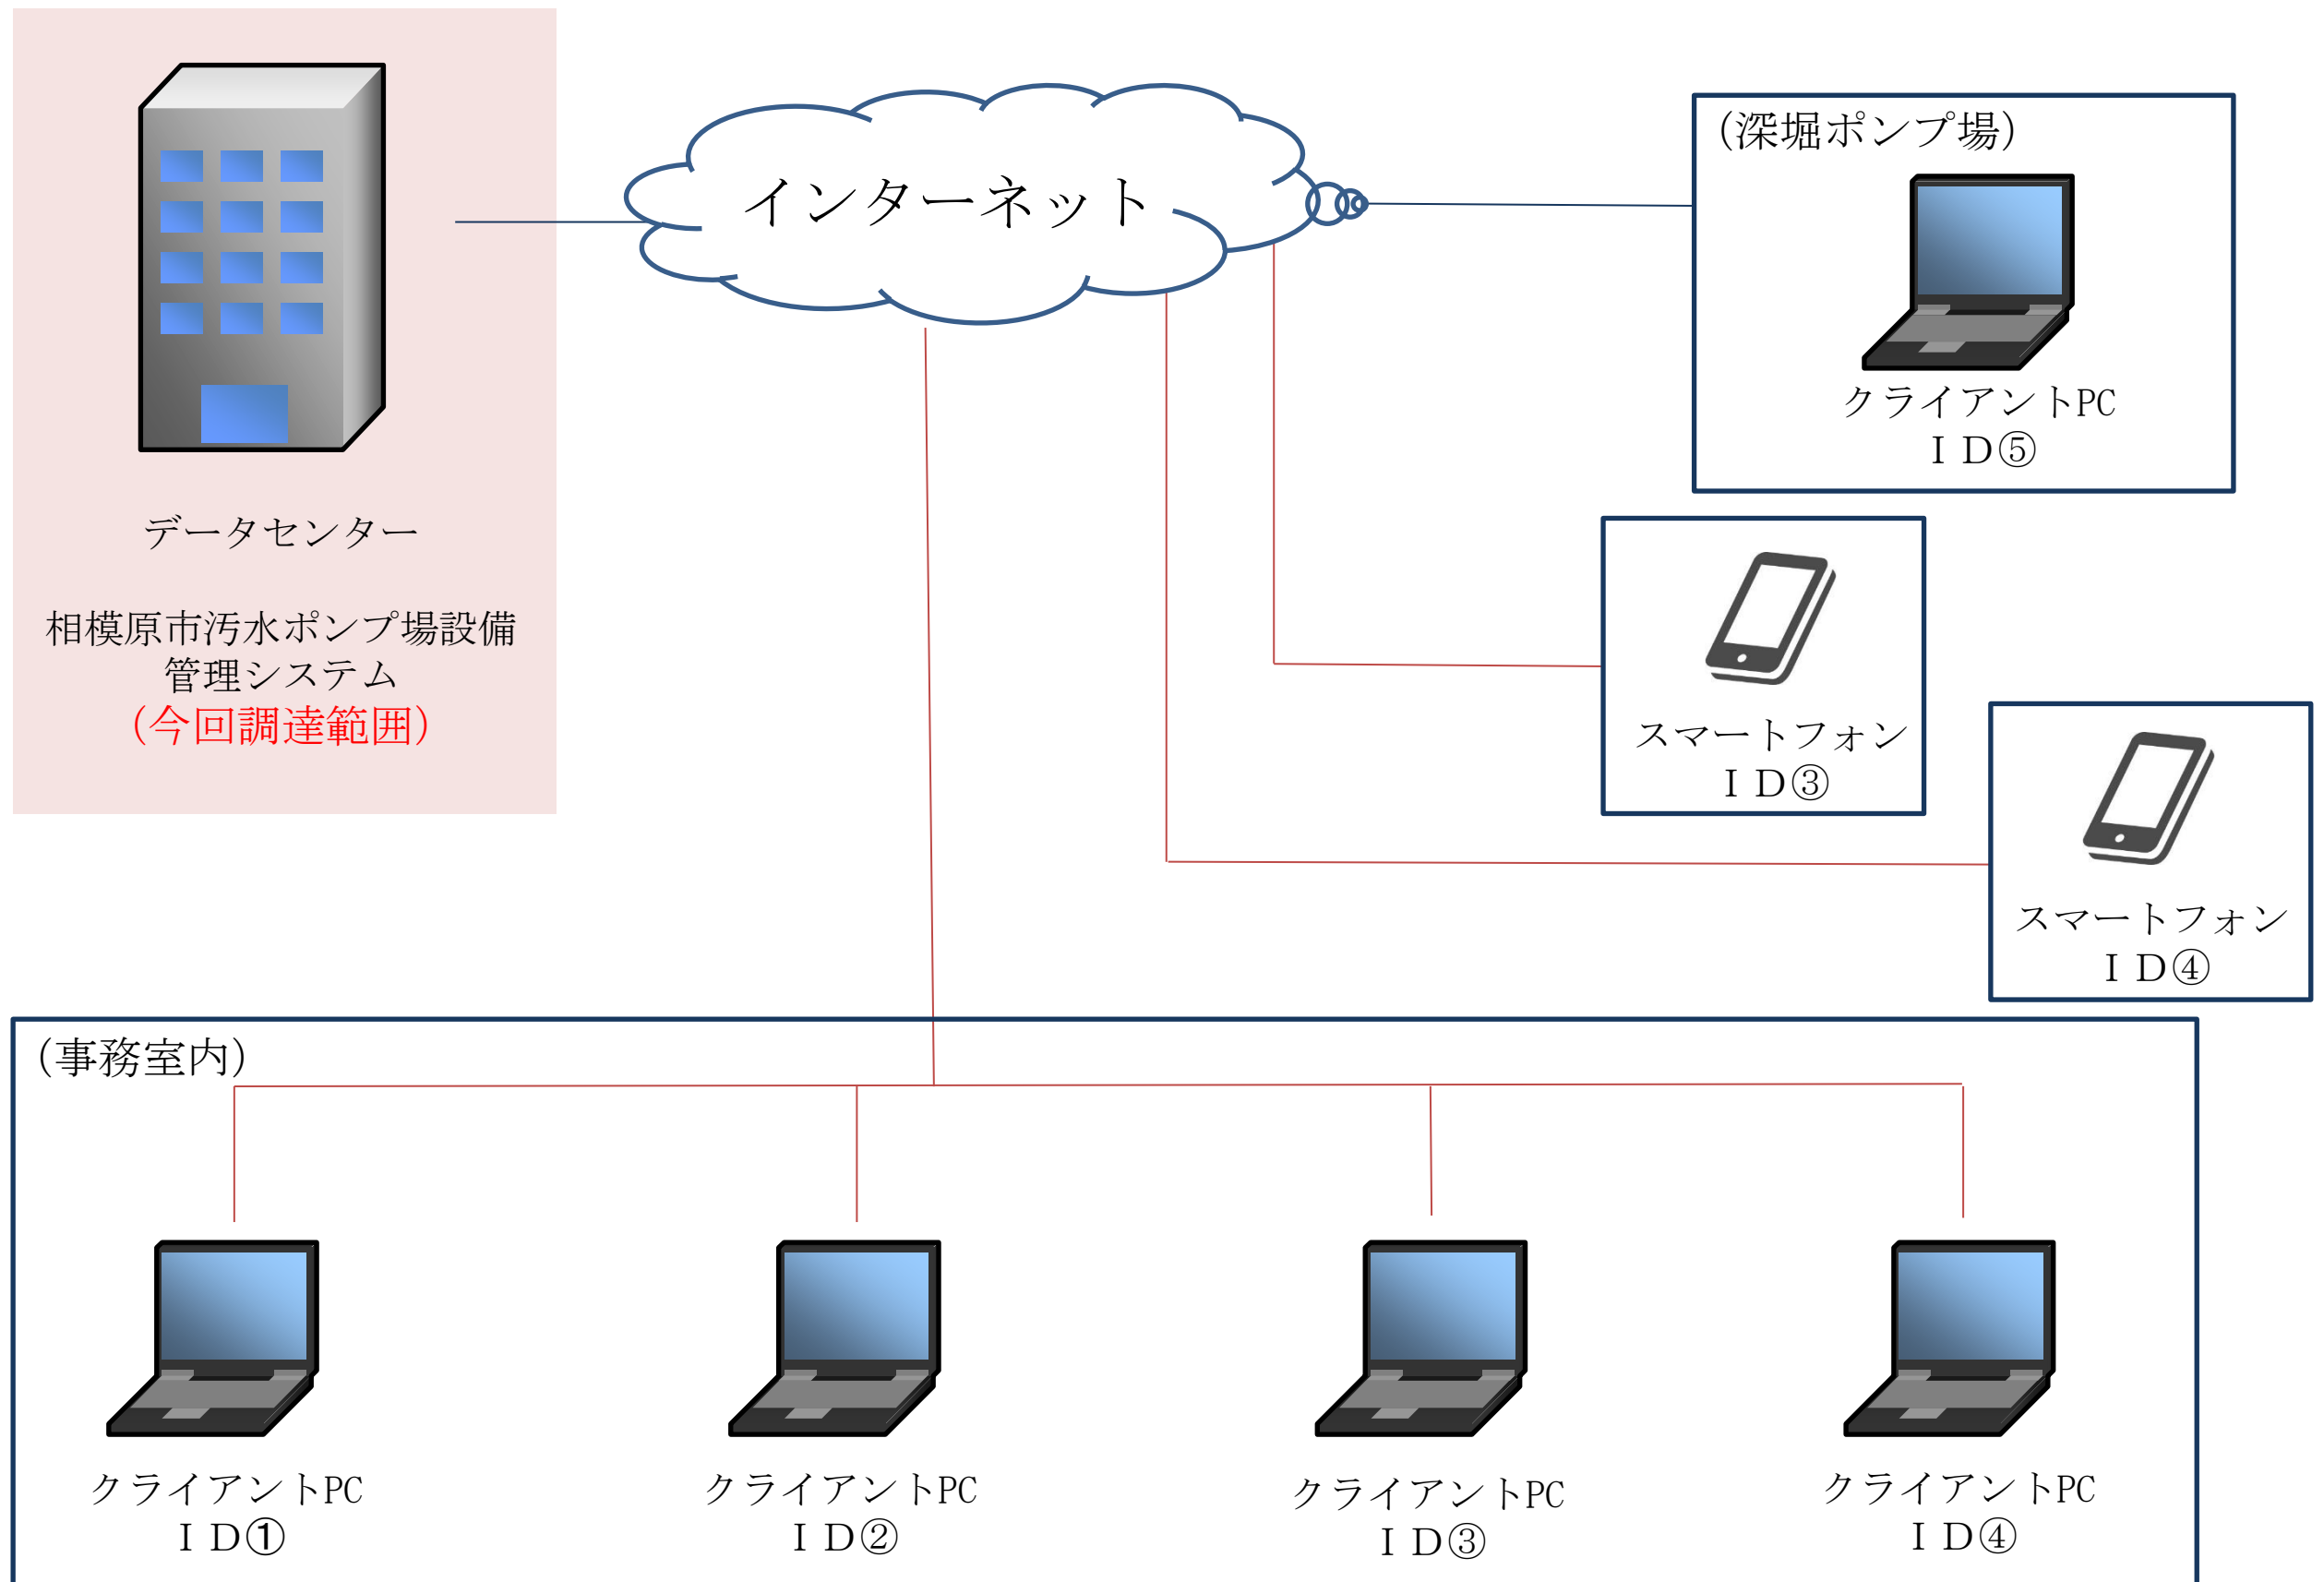 インターネット
データセンター
相模原市汚水ポンプ場設備
管理システム
(今回調達範囲)
(深堀ポンプ場)
クライアントPC
ＩＤ⑤
スマートフォン
ＩＤ③
スマートフォン
ＩＤ④
(事務室内)
クライアントPC
ＩＤ①
クライアントPC
ＩＤ②
クライアントPC
ＩＤ③
クライアントPC
ＩＤ④